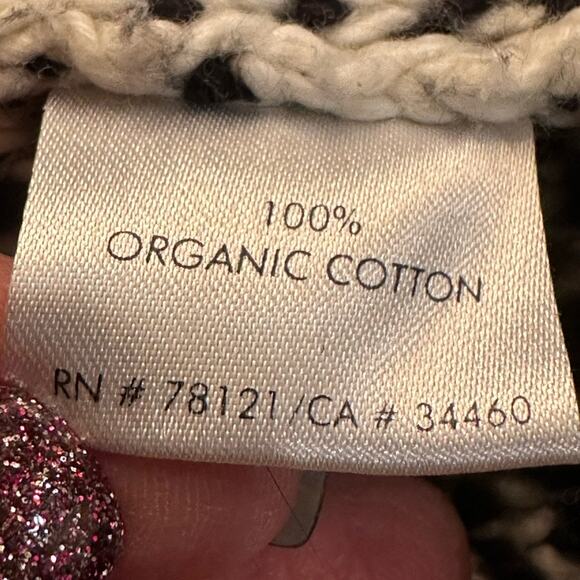 100%
ORGANIC COTTON
RN # 78121/CA # 34460